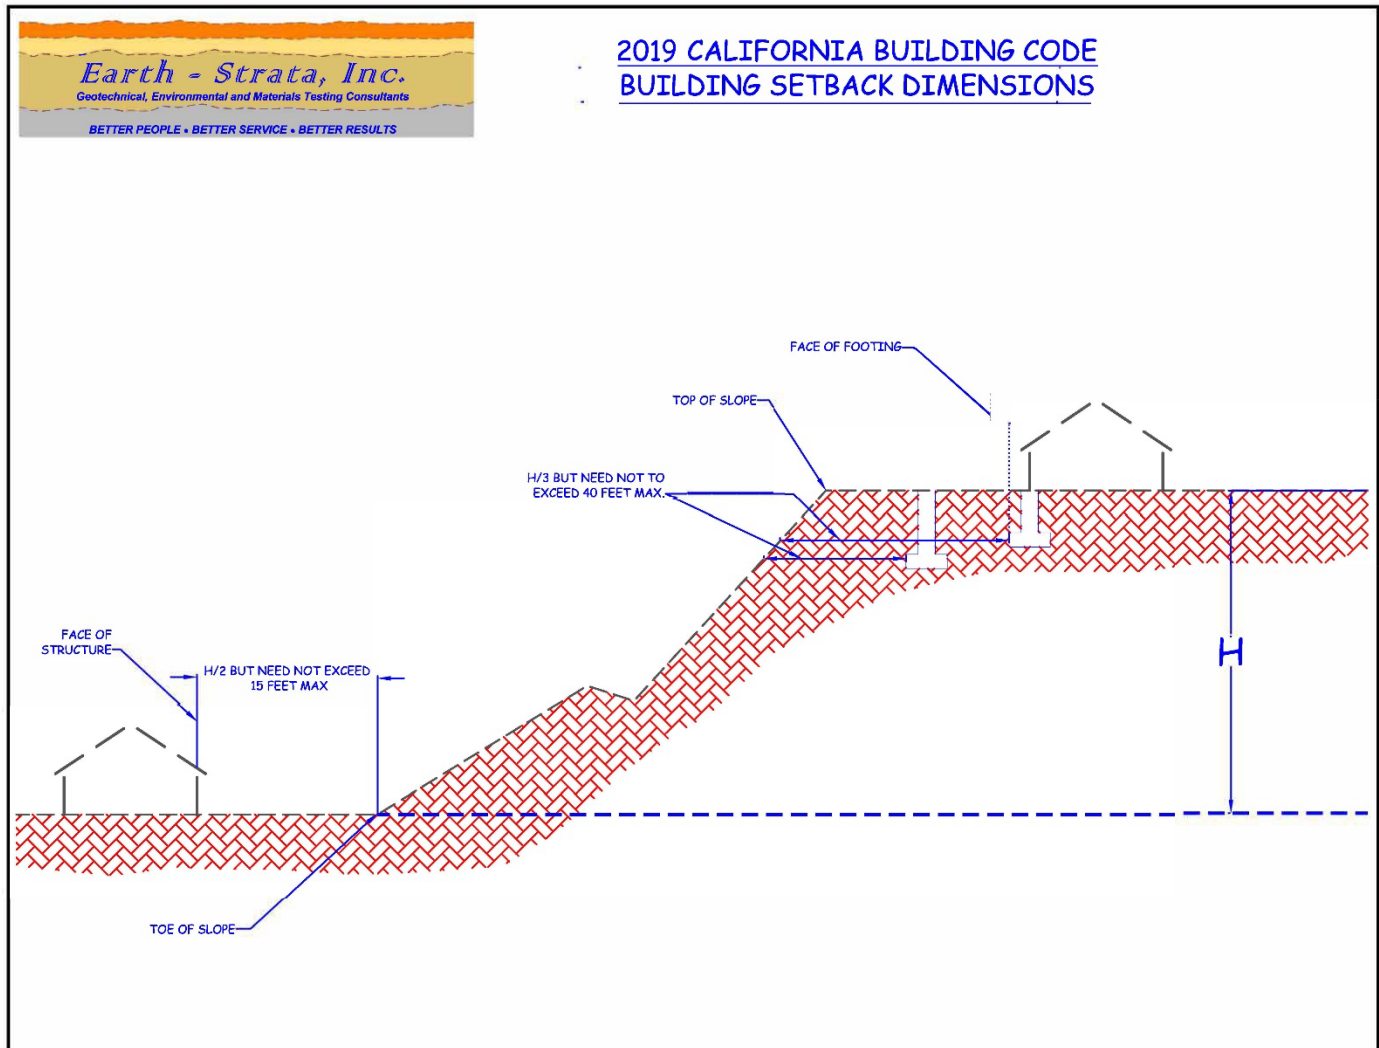 Earth - Strata, Inc.
Geotechnical, Environmental and Materials Testing Consultants
BETTER PEOPLE • BETTER SERVICE • BETTER RESULTS
2019 CALIFORNIA BUILDING CODE
BUILDING SETBACK DIMENSIONS
FACE OF FOOTING
TOP OF SLOPE
H/3 BUT NEED NOT TO
EXCEED 40 FEET MAX.
FACE OF
STRUCTURE
H/2 BUT NEED NOT EXCEED
15 FEET MAX
H
TOE OF SLOPE